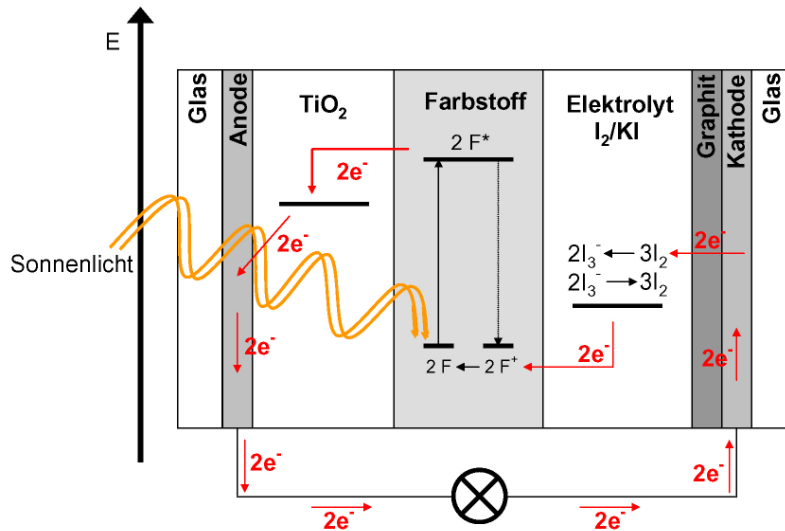 E
Glas
Anode
TiO₂
Farbstoff
Elektrolyt
I₂/KI
Graphit
Kathode
Glas
2 F*
2e⁻
2e⁻
Sonnenlicht
2e⁻
2I₃⁻ ← 3I₂
2I₃⁻ → 3I₂
2e⁻
2e⁻
2e⁻
2 F ← 2 F⁺
2e⁻
2e⁻
2e⁻
2e⁻